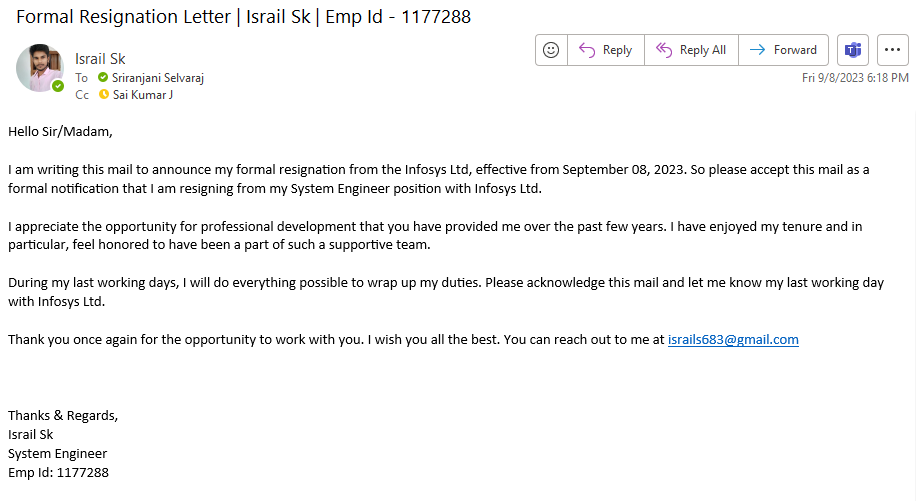 Formal Resignation Letter | Israil Sk | Emp Id - 1177288
Israil Sk
To Sriranjani Selvaraj
Cc Sai Kumar J
Reply
Reply All
Forward
Fri 9/8/2023 6:18 PM
Hello Sir/Madam,
I am writing this mail to announce my formal resignation from the Infosys Ltd, effective from September 08, 2023. So please accept this mail as a
formal notification that I am resigning from my System Engineer position with Infosys Ltd.
I appreciate the opportunity for professional development that you have provided me over the past few years. I have enjoyed my tenure and in
particular, feel honored to have been a part of such a supportive team.
During my last working days, I will do everything possible to wrap up my duties. Please acknowledge this mail and let me know my last working day
with Infosys Ltd.
Thank you once again for the opportunity to work with you. I wish you all the best. You can reach out to me at israils683@gmail.com
Thanks & Regards,
Israil Sk
System Engineer
Emp Id: 1177288